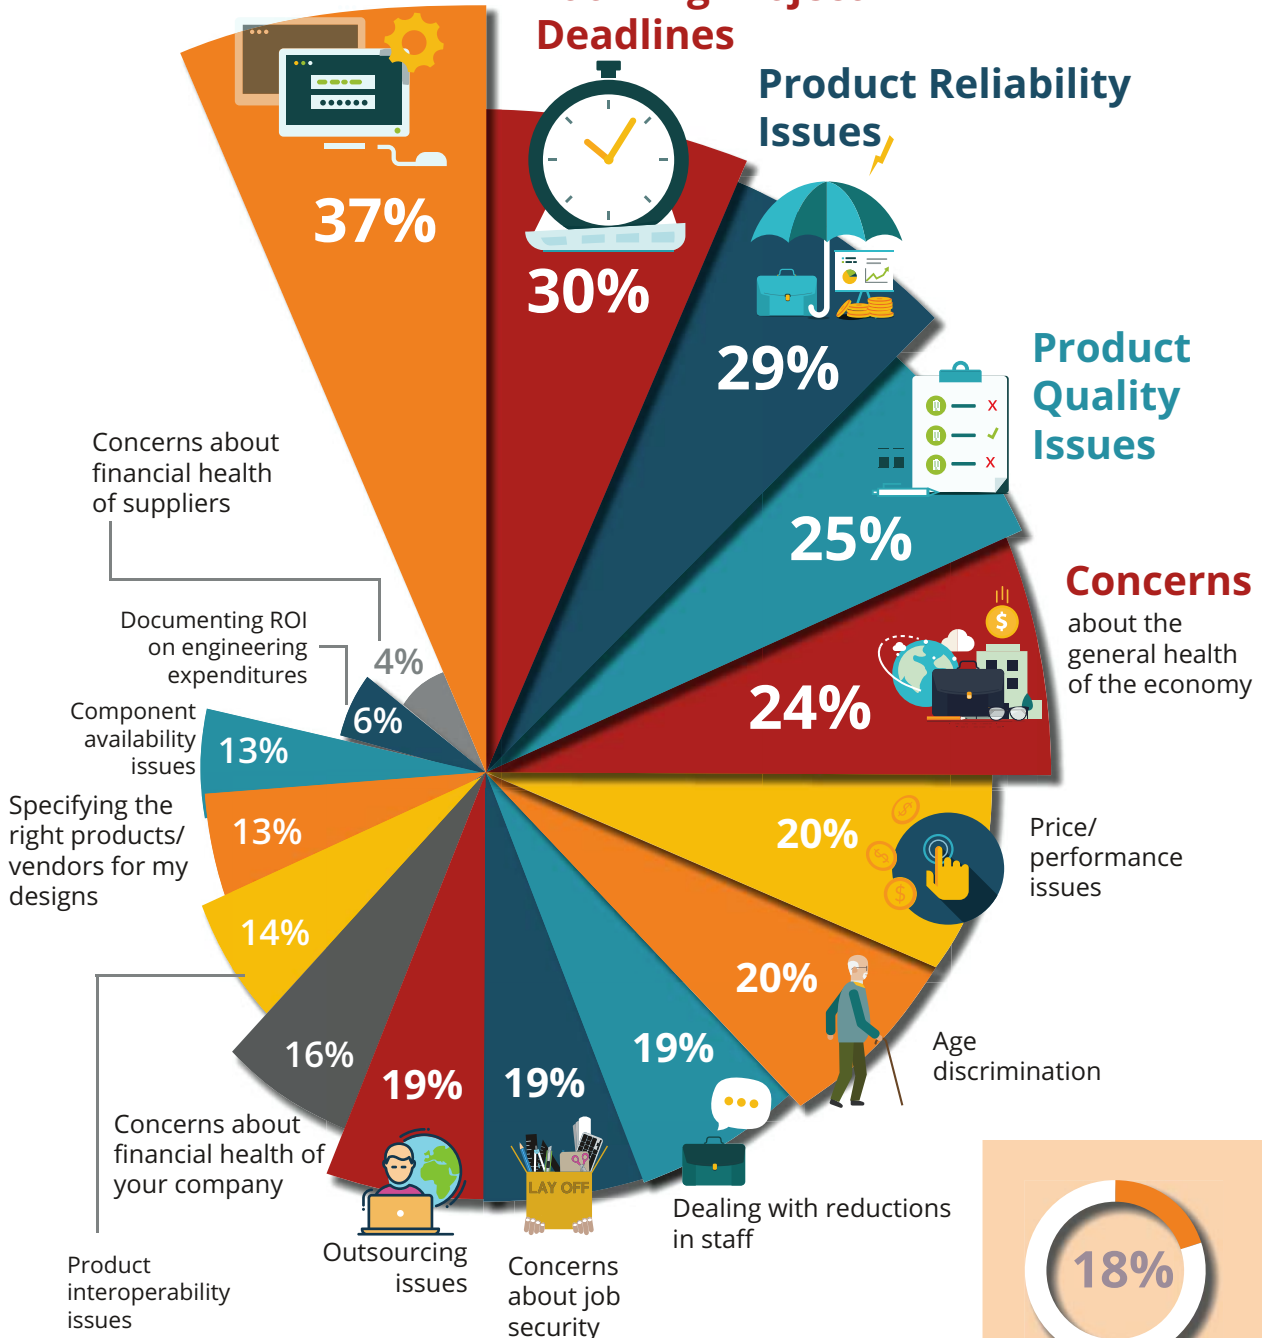 Deadlines
37%
30%
Product Reliability
Issues
29%
Product
Quality
Issues
25%
Concerns
about the
general health
of the economy
24%
Price/
performance
issues
20%
Age
discrimination
20%
Dealing with reductions
in staff
19%
Concerns
about job
security
19%
LAY OFF
Outsourcing
issues
19%
Concerns about
financial health of
your company
16%
Product
interoperability
issues
14%
Specifying the
right products/
vendors for my
designs
13%
Component
availability
issues
13%
Documenting ROI
on engineering
expenditures
6%
Concerns about
financial health
of suppliers
4%
18%